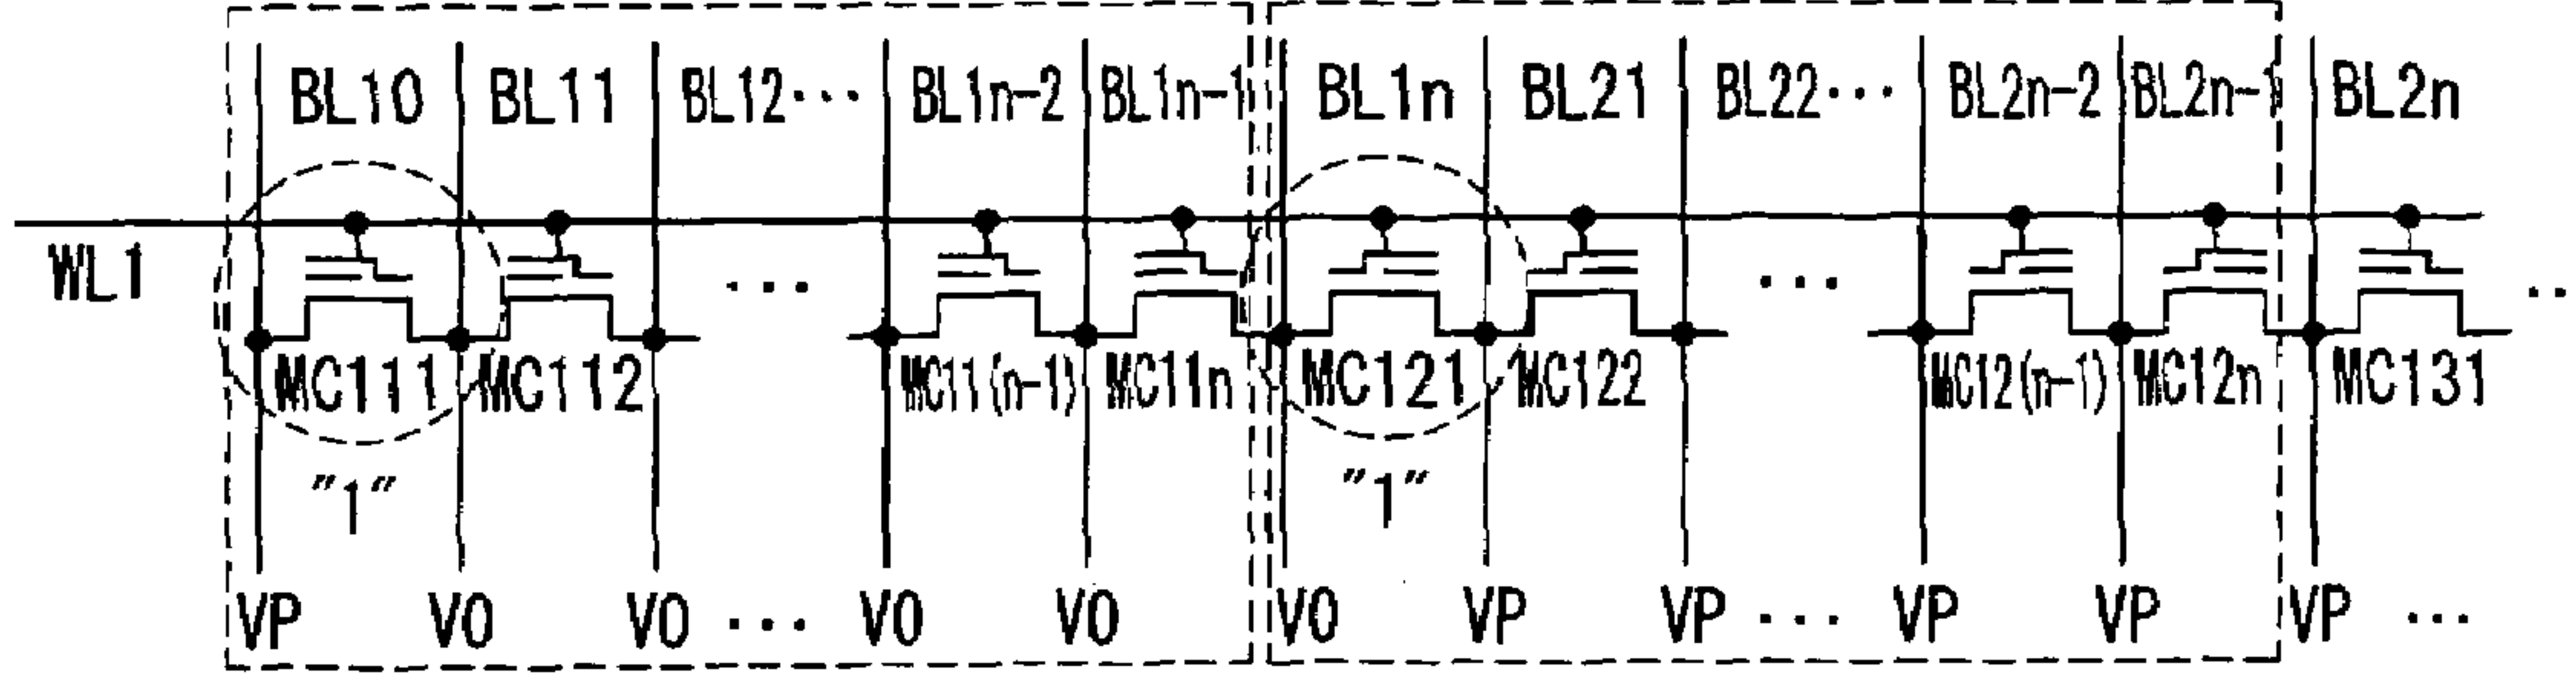 BL10 BL11 BL12··· BL1n-2 BL1n-1 BL1n BL21 BL22··· BL2n-2 BL2n-1 BL2n
WL1
··· ··· ··
MC111 MC112 MC11(n-1) MC11n MC121 MC122 MC12(n-1) MC12n MC131
"1" "1"
VP V0 V0 ··· V0 V0 V0 VP VP ··· VP VP VP ···